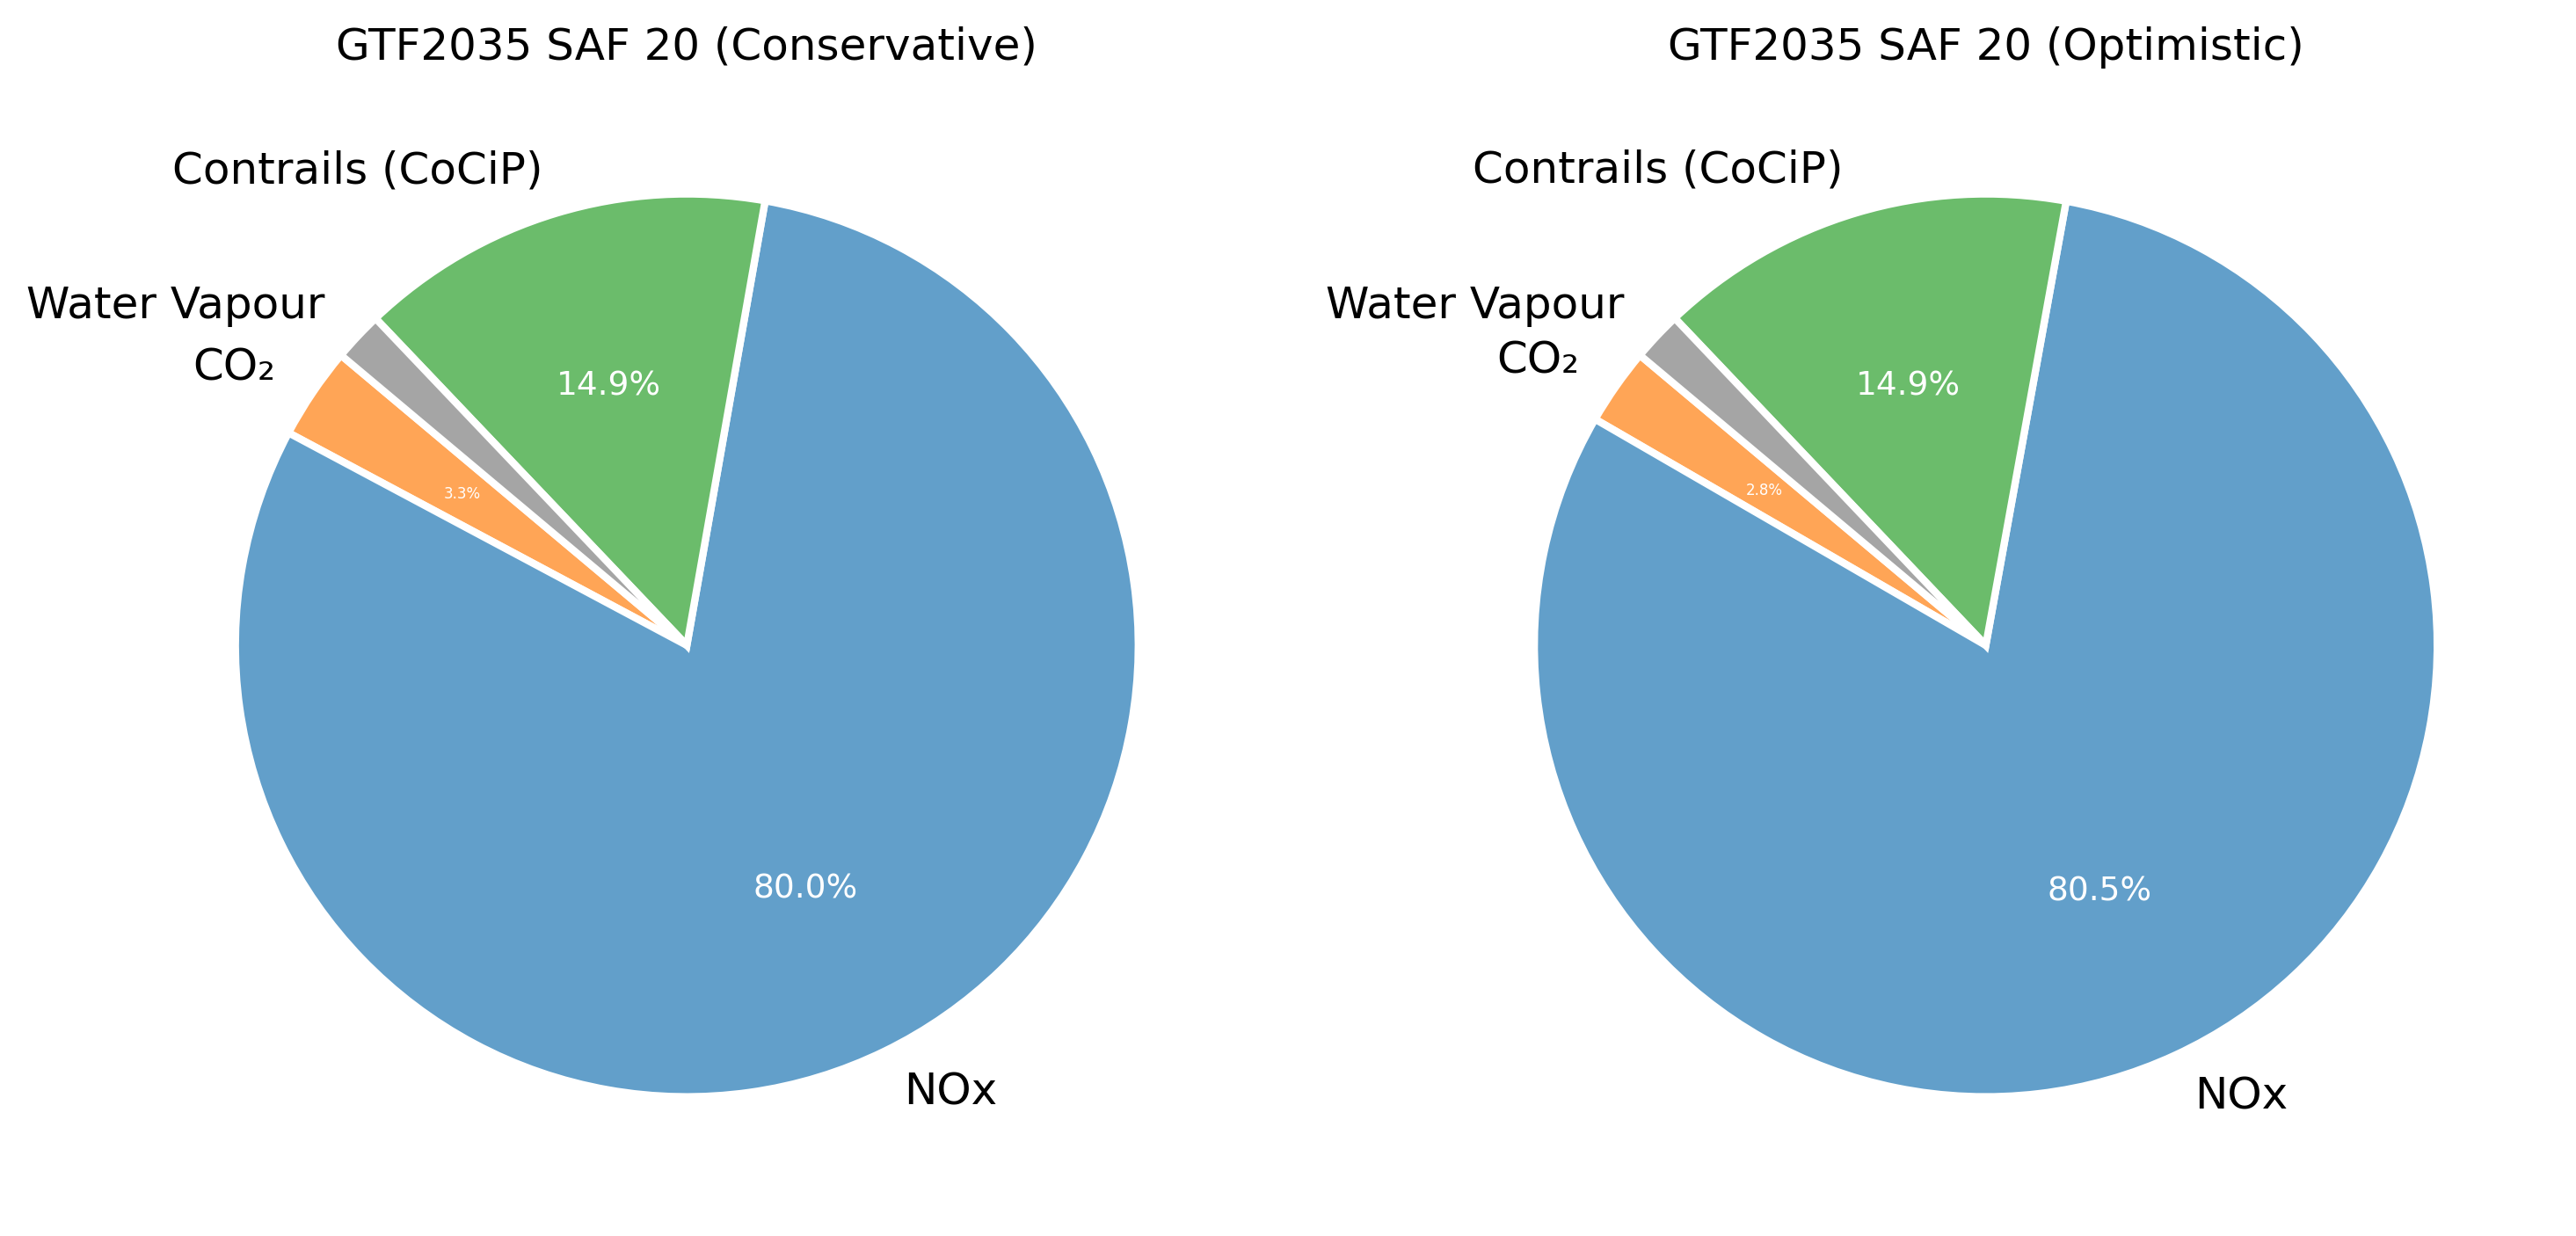 GTF2035 SAF 20 (Conservative)
Contrails (CoCiP)
Water Vapour
CO₂
14.9%
3.3%
80.0%
NOx
GTF2035 SAF 20 (Optimistic)
Contrails (CoCiP)
Water Vapour
CO₂
14.9%
2.8%
80.5%
NOx